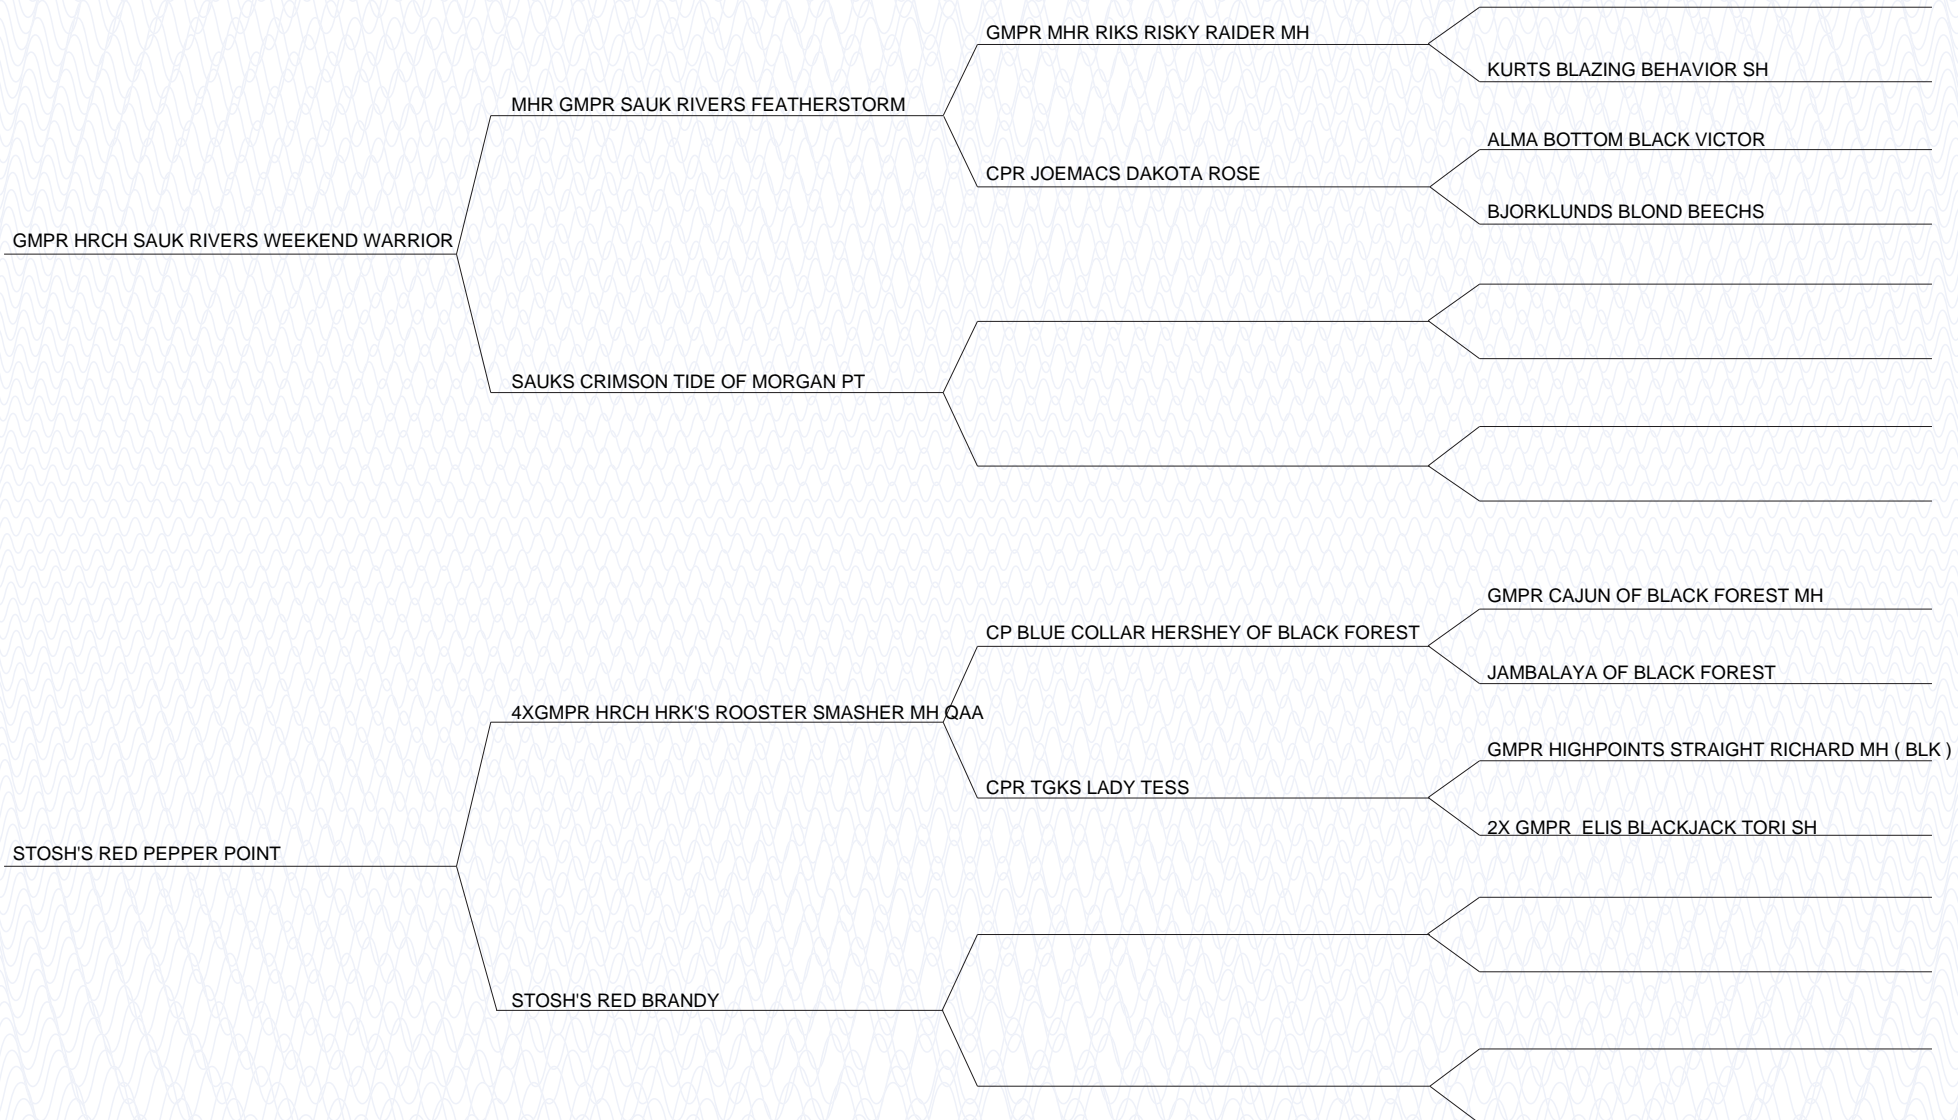 GMPR MHR RIKS RISKY RAIDER MH
KURTS BLAZING BEHAVIOR SH
MHR GMPR SAUK RIVERS FEATHERSTORM
ALMA BOTTOM BLACK VICTOR
CPR JOEMACS DAKOTA ROSE
BJORKLUNDS BLOND BEECHS
GMPR HRCH SAUK RIVERS WEEKEND WARRIOR
SAUKS CRIMSON TIDE OF MORGAN PT
GMPR CAJUN OF BLACK FOREST MH
CP BLUE COLLAR HERSHEY OF BLACK FOREST
JAMBALAYA OF BLACK FOREST
4XGMPR HRCH HRK'S ROOSTER SMASHER MH QAA
GMPR HIGHPOINTS STRAIGHT RICHARD MH ( BLK )
CPR TGKS LADY TESS
2X GMPR  ELIS BLACKJACK TORI SH
STOSH'S RED PEPPER POINT
STOSH'S RED BRANDY